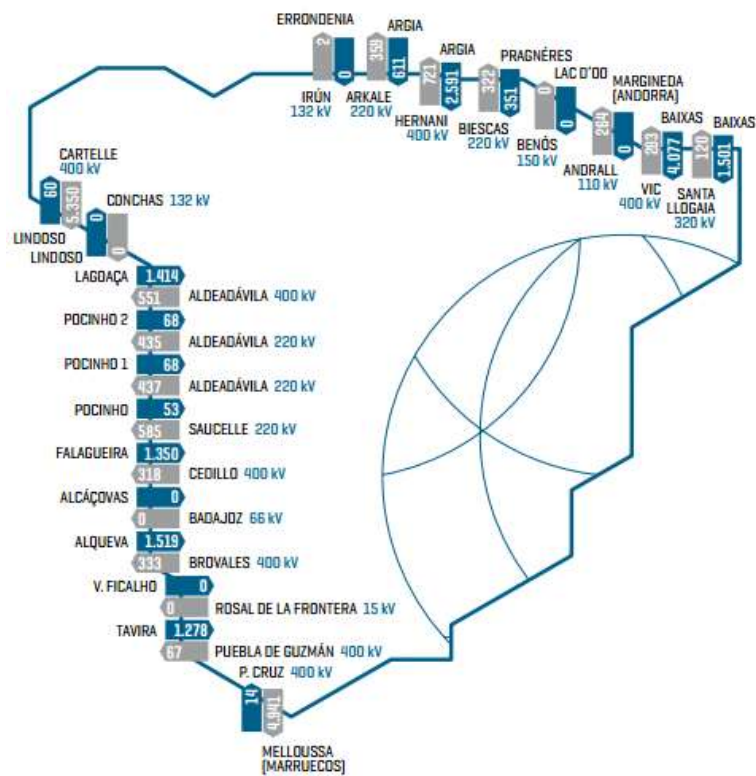 ERRONDENIA
2
0
IRÚN
132 kV
ARGIA
358
611
ARKALE
220 kV
ARGIA
721
2.591
HERNANI
400 kV
PRAGNÉRES
322
351
BIESCAS
220 kV
LAC D'OO
0
0
BENÓS
150 kV
MARGINEDA
(ANDORRA)
264
0
ANDRALL
110 kV
BAIXAS
283
4.077
VIC
400 kV
BAIXAS
120
1.501
SANTA
LLOGAIA
320 kV
CARTELLE
400 kV
60
5.350
LINDOSO
CONCHAS 132 kV
0
0
LINDOSO
LAGOAÇA 1.414
551 ALDEADÁVILA 400 kV
POCINHO 2 68
435 ALDEADÁVILA 220 kV
POCINHO 1 68
437 ALDEADÁVILA 220 kV
POCINHO 53
585 SAUCELLE 220 kV
FALAGUEIRA 1.350
318 CEDILLO 400 kV
ALCÁÇOVAS 0
0 BADAJOZ 66 kV
ALQUEVA 1.519
333 BROVALES 400 kV
V. FICALHO 0
0 ROSAL DE LA FRONTERA 15 kV
TAVIRA 1.278
67 PUEBLA DE GUZMÁN 400 kV
P. CRUZ 400 kV
14
4.941
MELLOUSSA
(MARRUECOS)